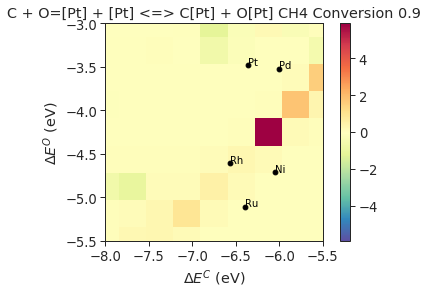 C + O=[Pt] + [Pt] <=> C[Pt] + O[Pt] CH4 Conversion 0.9
−3.0
−3.5
−4.0
−4.5
−5.0
−5.5
ΔE^O (eV)
Pt
Pd
Rh
Ni
Ru
−8.0 −7.5 −7.0 −6.5 −6.0 −5.5
ΔE^C (eV)
4
2
0
−2
−4